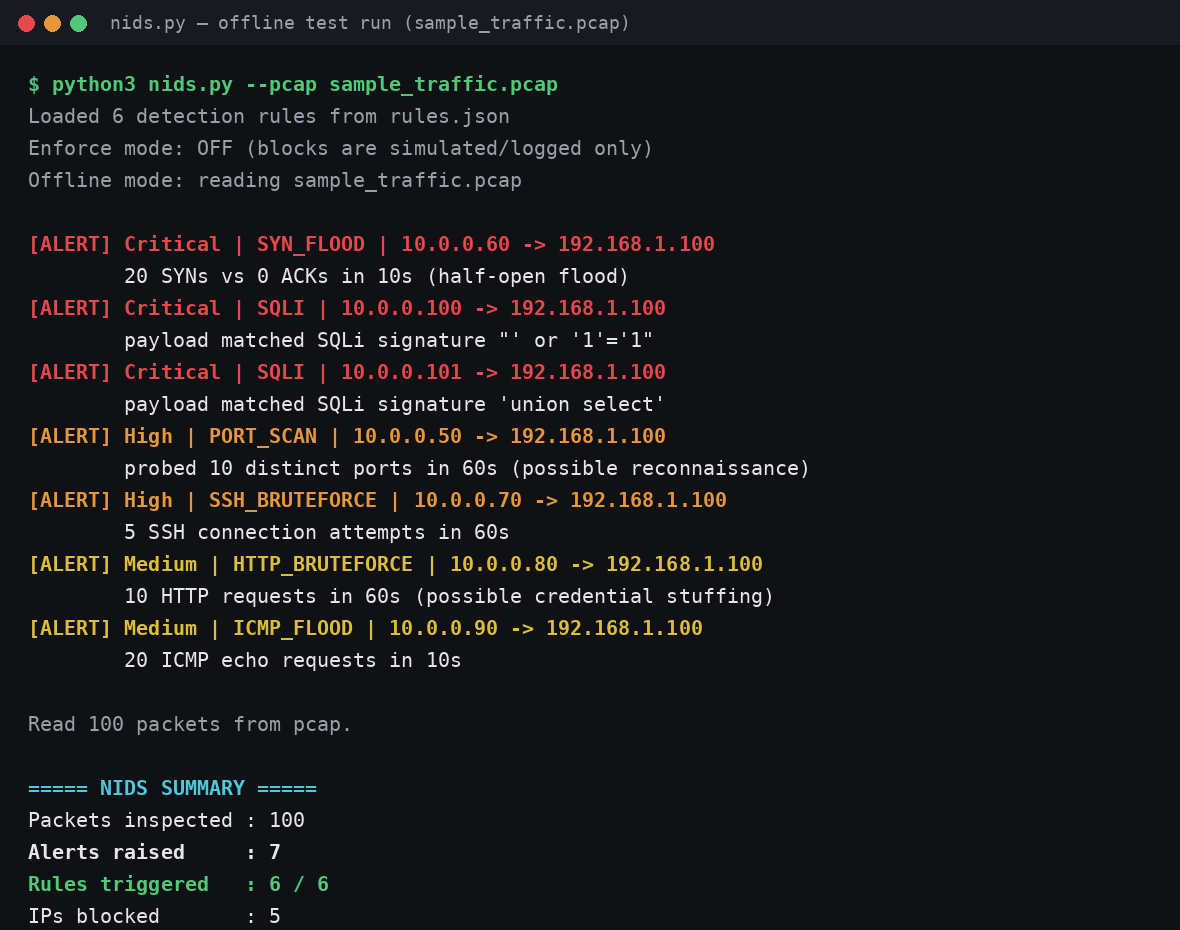 nids.py — offline test run (sample_traffic.pcap)
$ python3 nids.py --pcap sample_traffic.pcap
Loaded 6 detection rules from rules.json
Enforce mode: OFF (blocks are simulated/logged only)
Offline mode: reading sample_traffic.pcap
[ALERT] Critical | SYN_FLOOD | 10.0.0.60 -> 192.168.1.100
20 SYNs vs 0 ACKs in 10s (half-open flood)
[ALERT] Critical | SQLI | 10.0.0.100 -> 192.168.1.100
payload matched SQLi signature "' or '1'='1"
[ALERT] Critical | SQLI | 10.0.0.101 -> 192.168.1.100
payload matched SQLi signature 'union select'
[ALERT] High | PORT_SCAN | 10.0.0.50 -> 192.168.1.100
probed 10 distinct ports in 60s (possible reconnaissance)
[ALERT] High | SSH_BRUTEFORCE | 10.0.0.70 -> 192.168.1.100
5 SSH connection attempts in 60s
[ALERT] Medium | HTTP_BRUTEFORCE | 10.0.0.80 -> 192.168.1.100
10 HTTP requests in 60s (possible credential stuffing)
[ALERT] Medium | ICMP_FLOOD | 10.0.0.90 -> 192.168.1.100
20 ICMP echo requests in 10s
Read 100 packets from pcap.
===== NIDS SUMMARY =====
Packets inspected : 100
Alerts raised     : 7
Rules triggered   : 6 / 6
IPs blocked       : 5